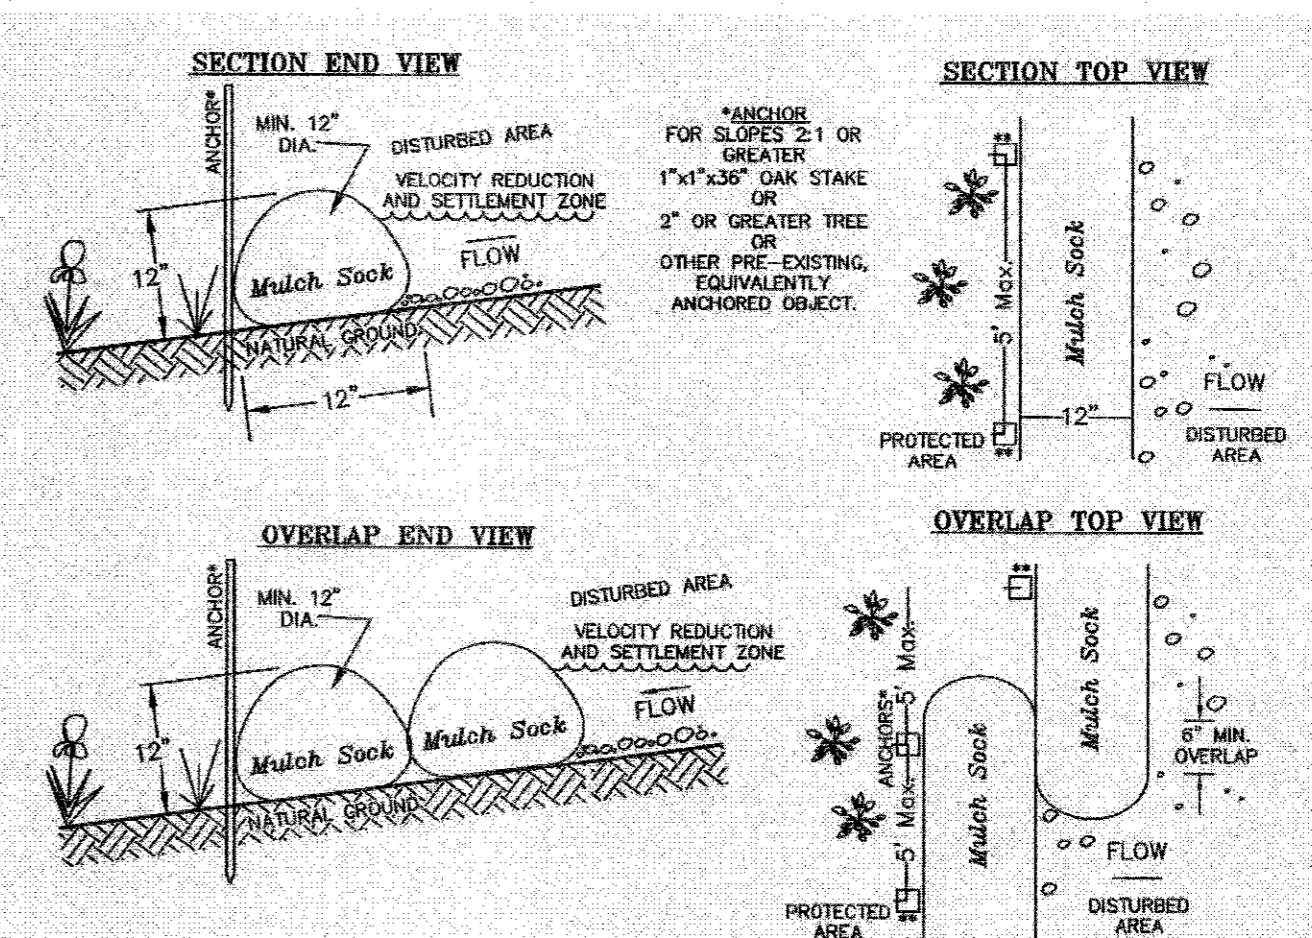 SECTION END VIEW
ANCHOR*
MIN. 12"
DIA.
DISTURBED AREA
VELOCITY REDUCTION
AND SETTLEMENT ZONE
FLOW
12"
Mulch Sock
NATURAL GROUND
12"
*ANCHOR
FOR SLOPES 2:1 OR
GREATER
1"x1"x36" OAK STAKE
OR
2" OR GREATER TREE
OR
OTHER PRE-EXISTING,
EQUIVALENTLY
ANCHORED OBJECT.
SECTION TOP VIEW
**
5' Max.
Mulch Sock
12"
FLOW
PROTECTED
AREA
**
DISTURBED
AREA
OVERLAP END VIEW
ANCHOR*
MIN. 12"
DIA.
DISTURBED AREA
VELOCITY REDUCTION
AND SETTLEMENT ZONE
FLOW
12"
Mulch Sock
Mulch Sock
NATURAL GROUND
OVERLAP TOP VIEW
**
5' Max.
ANCHORS*
5' Max.
Mulch Sock
Mulch Sock
6" MIN.
OVERLAP
FLOW
PROTECTED
AREA
**
DISTURBED
AREA